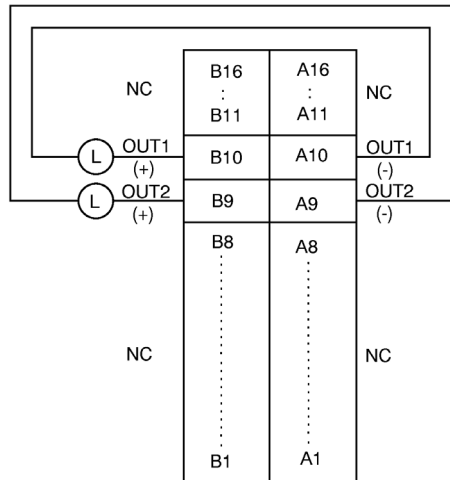 NC B16 A16 NC
: :
B11 A11
L OUT1 (+) B10 A10 OUT1 (-)
L OUT2 (+) B9 A9 OUT2 (-)
B8 A8
NC NC
B1 A1